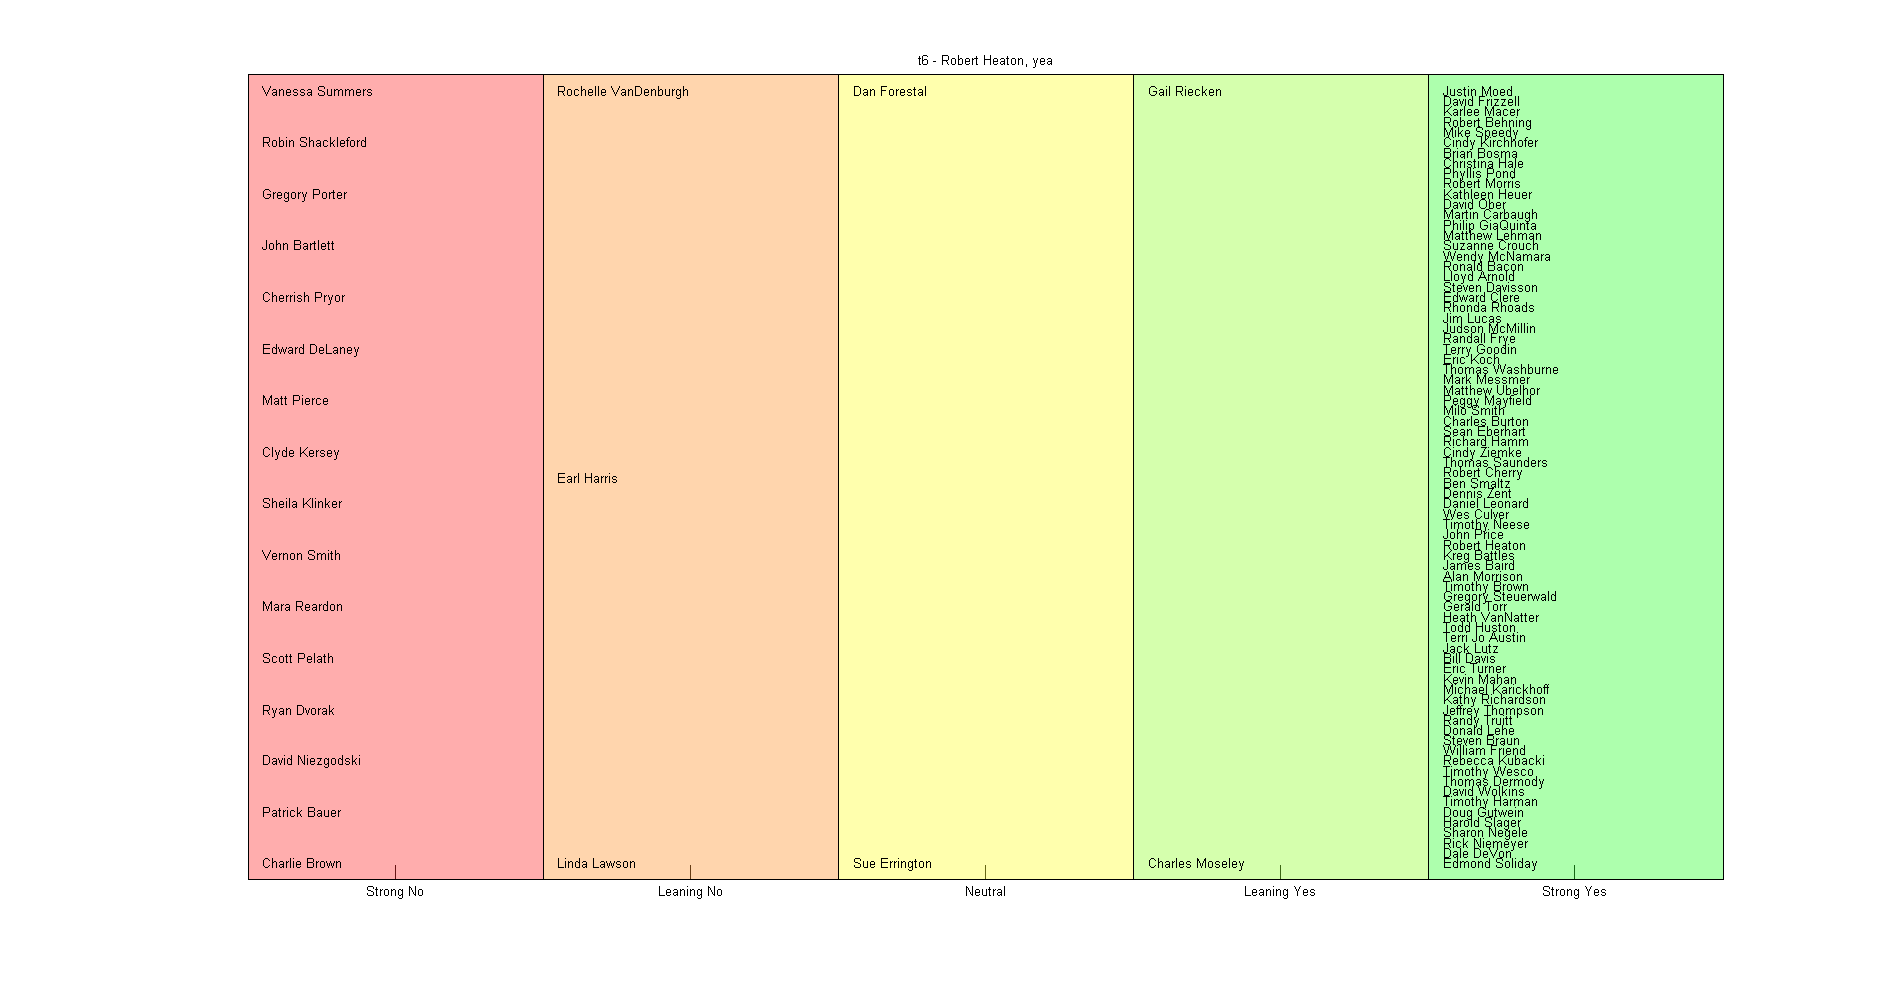 t6 - Robert Heaton, yea
Vanessa Summers
Robin Shackleford
Gregory Porter
John Bartlett
Cherrish Pryor
Edward DeLaney
Matt Pierce
Clyde Kersey
Sheila Klinker
Vernon Smith
Mara Reardon
Scott Pelath
Ryan Dvorak
David Niezgodski
Patrick Bauer
Charlie Brown
Rochelle VanDenburgh
Earl Harris
Linda Lawson
Dan Forestal
Sue Errington
Gail Riecken
Charles Moseley
Justin Moed
David Frizzell
Karlee Macer
Robert Behning
Mike Speedy
Cindy Kirchhofer
Brian Bosma
Christina Hale
Phyllis Pond
Robert Morris
Kathleen Heuer
David Ober
Martin Carbaugh
Philip GiaQuinta
Matthew Lehman
Suzanne Crouch
Wendy McNamara
Ronald Bacon
Lloyd Arnold
Steven Davisson
Edward Clere
Rhonda Rhoads
Jim Lucas
Judson McMillin
Randall Frye
Terry Goodin
Eric Koch
Thomas Washburne
Mark Messmer
Matthew Ubelhor
Peggy Mayfield
Milo Smith
Charles Burton
Sean Eberhart
Richard Hamm
Cindy Ziemke
Thomas Saunders
Robert Cherry
Ben Smaltz
Dennis Zent
Daniel Leonard
Wes Culver
Timothy Neese
John Price
Robert Heaton
Kreg Battles
James Baird
Alan Morrison
Timothy Brown
Gregory Steuerwald
Gerald Torr
Heath VanNatter
Todd Huston
Terri Jo Austin
Jack Lutz
Bill Davis
Eric Turner
Kevin Mahan
Michael Karickhoff
Kathy Richardson
Jeffrey Thompson
Randy Truitt
Donald Lehe
Steven Braun
William Friend
Rebecca Kubacki
Timothy Wesco
Thomas Dermody
David Wolkins
Timothy Harman
Doug Gutwein
Harold Slager
Sharon Negele
Rick Niemeyer
Dale DeVon
Edmond Soliday
Strong No
Leaning No
Neutral
Leaning Yes
Strong Yes